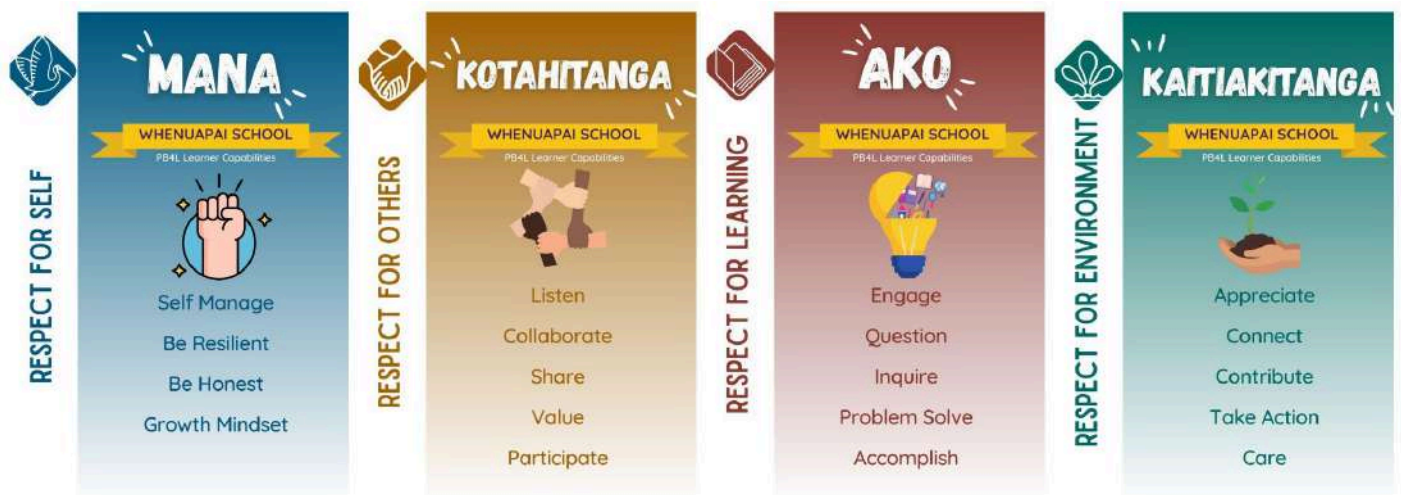 RESPECT FOR SELF
MANA
WHENUAPAI SCHOOL
PB4L Learner Capabilities
Self Manage
Be Resilient
Be Honest
Growth Mindset
RESPECT FOR OTHERS
KOTAHITANGA
WHENUAPAI SCHOOL
PB4L Learner Capabilities
Listen
Collaborate
Share
Value
Participate
RESPECT FOR LEARNING
AKO
WHENUAPAI SCHOOL
PB4L Learner Capabilities
Engage
Question
Inquire
Problem Solve
Accomplish
RESPECT FOR ENVIRONMENT
KAITIAKITANGA
WHENUAPAI SCHOOL
PB4L Learner Capabilities
Appreciate
Connect
Contribute
Take Action
Care